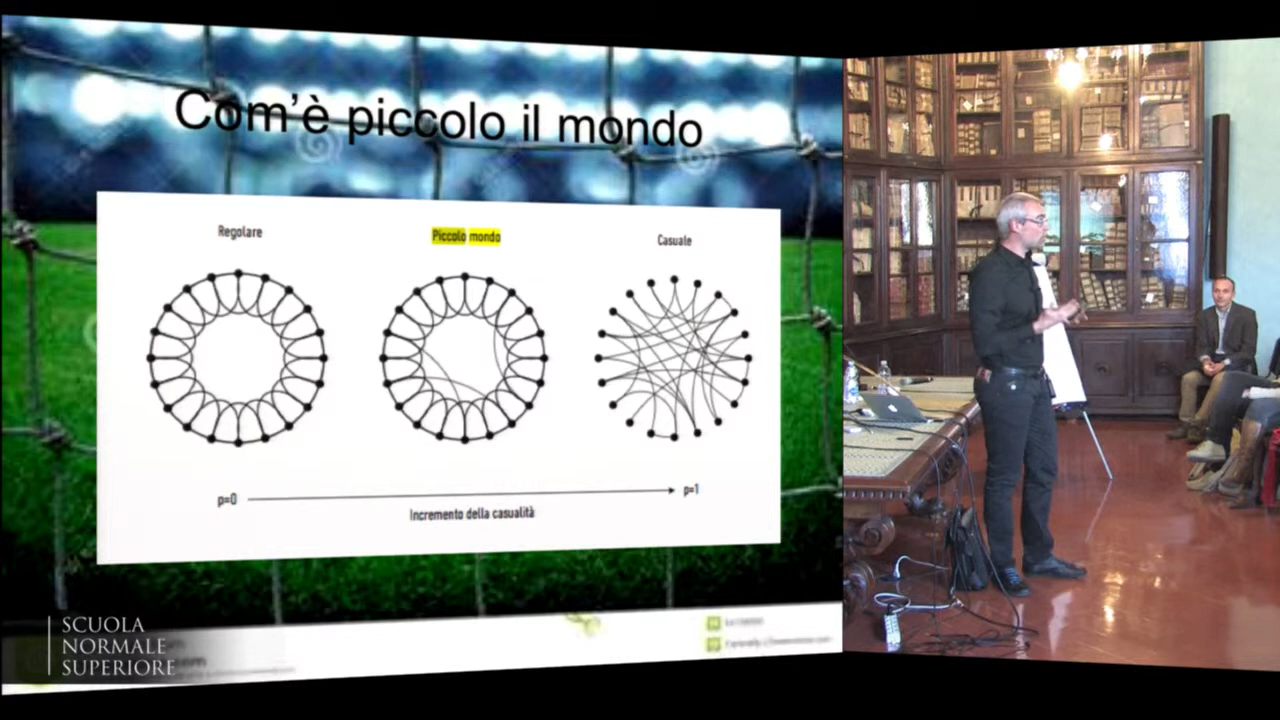 Com'è piccolo il mondo
Regolare
Piccolo mondo
Casuale
p=0
p=1
Incremento della casualità
SCUOLA
NORMALE
SUPERIORE